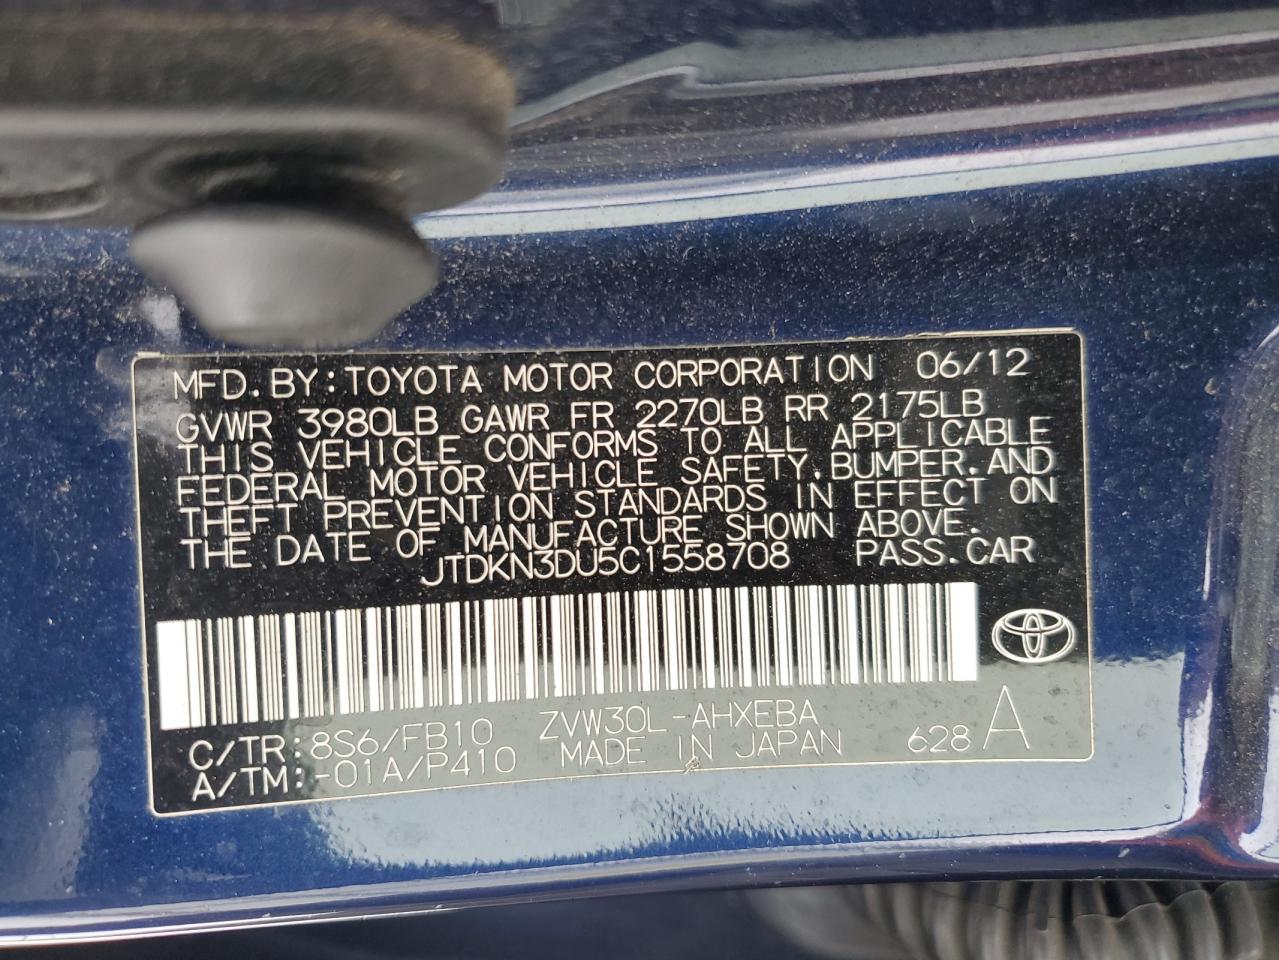 MFD. BY: TOYOTA MOTOR CORPORATION 06/12
GVWR 3980LB GAWR FR 2270LB RR 2175LB
THIS VEHICLE CONFORMS TO ALL APPLICABLE
FEDERAL MOTOR VEHICLE SAFETY, BUMPER, AND
THEFT PREVENTION STANDARDS IN EFFECT ON
THE DATE OF MANUFACTURE SHOWN ABOVE.
JTDKN3DU5C1558708 PASS. CAR
C/TR: 8S6/FB10 ZVW30L-AHXEBA
A/TM: -01A/P410 MADE IN JAPAN 628 A